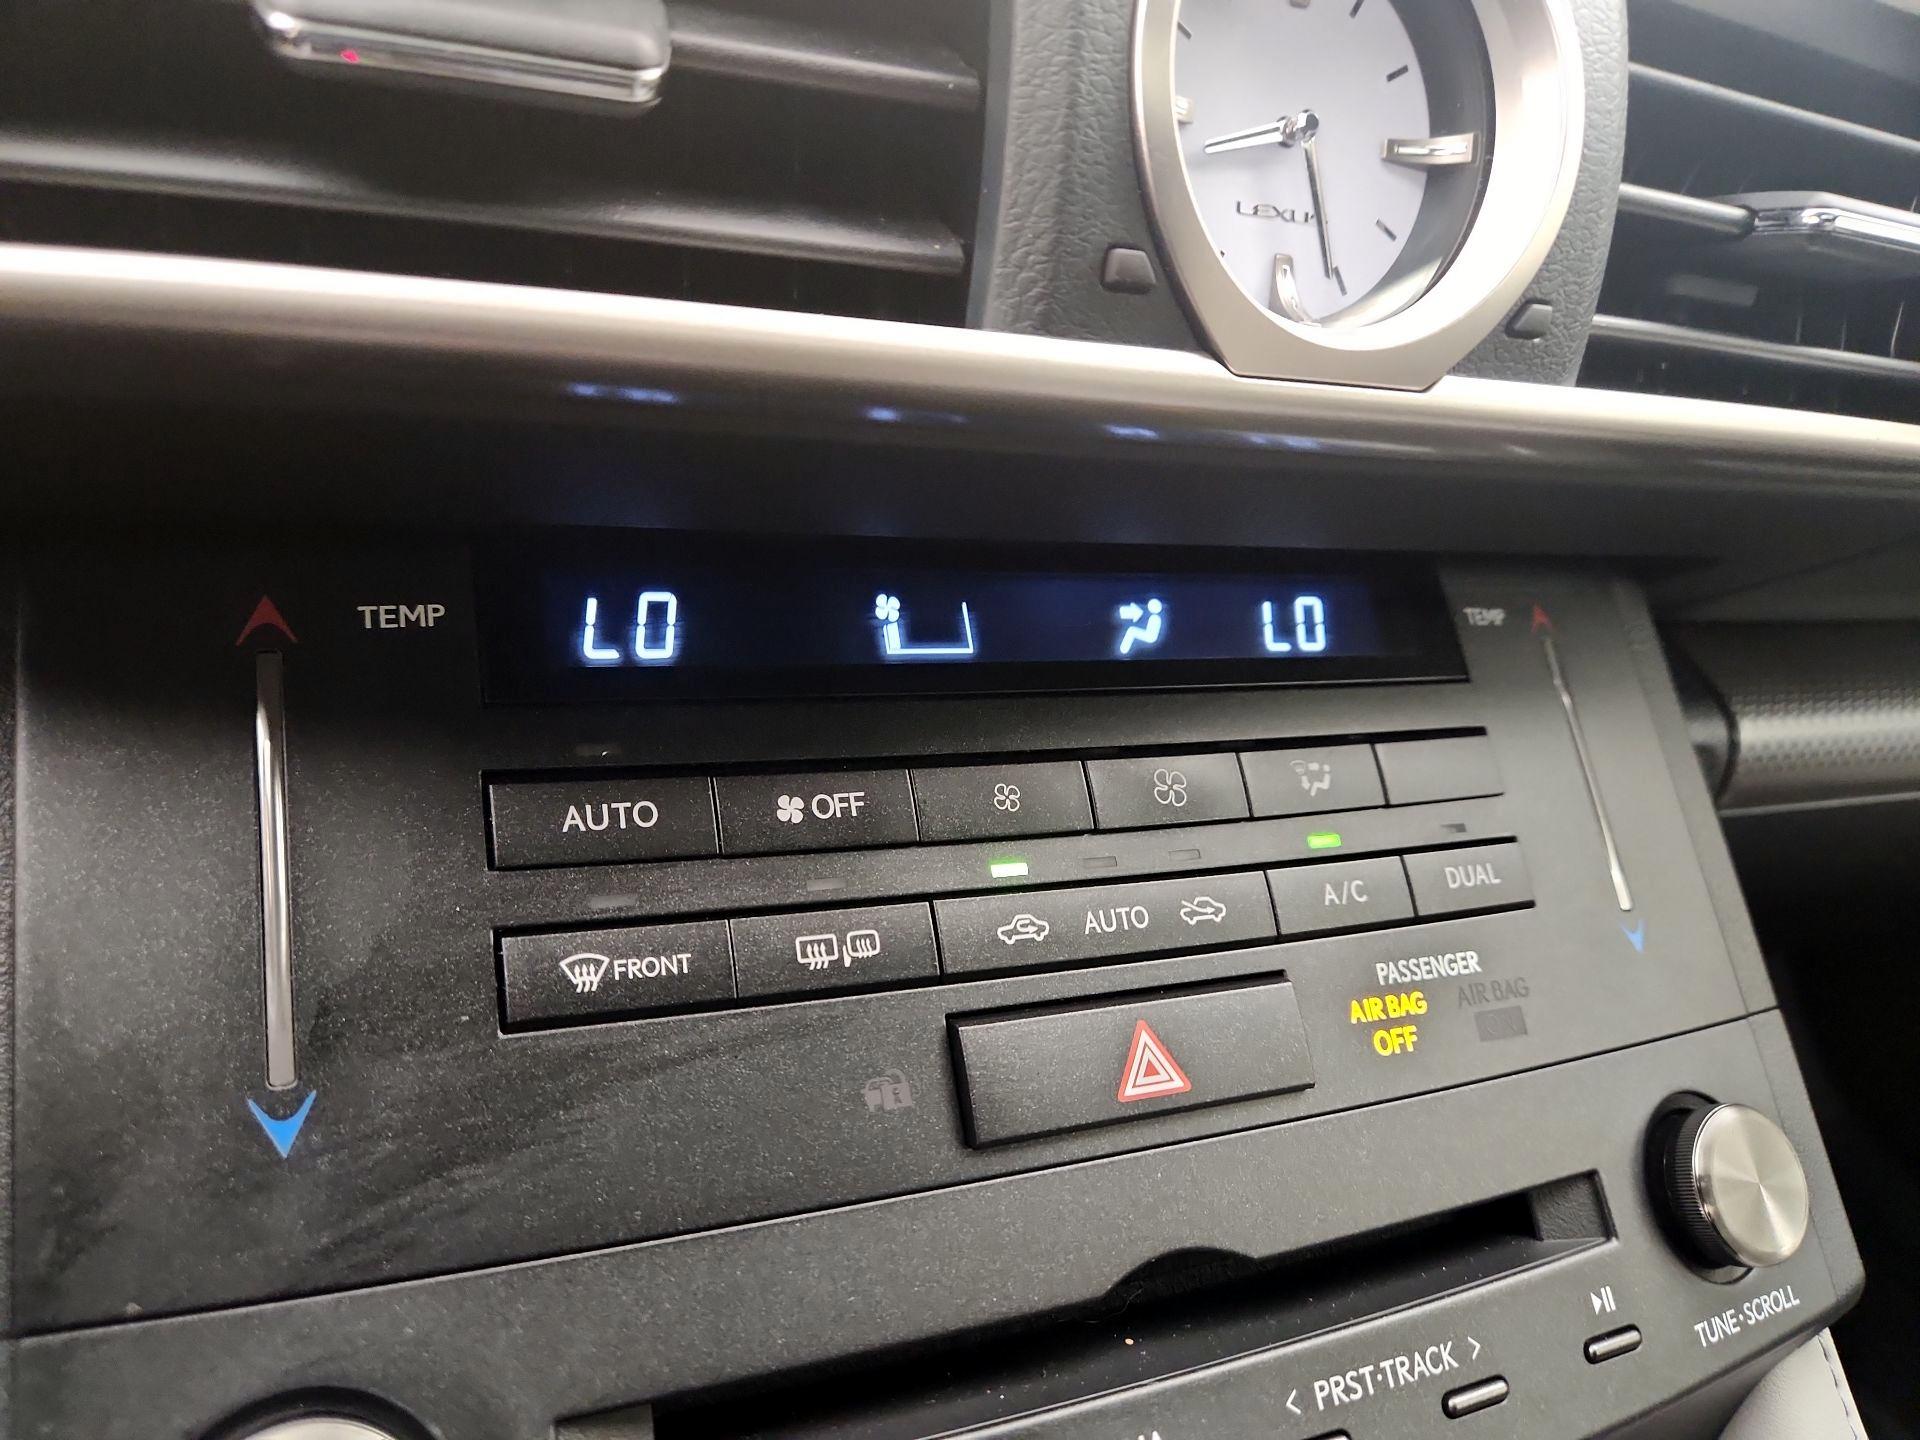 LEXUS
TEMP
LO
LO
TEMP
AUTO
OFF
FRONT
AUTO
A/C
DUAL
PASSENGER
AIR BAG
OFF
AIR BAG
ON
< PRST·TRACK >
TUNE·SCROLL